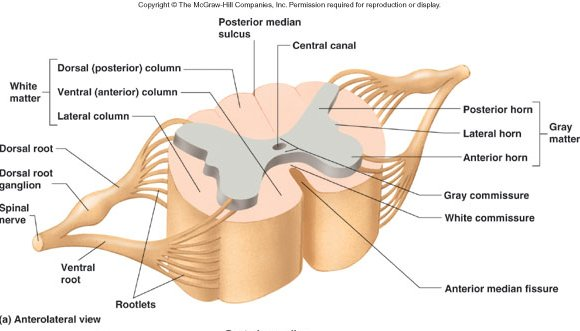 Copyright © The McGraw-Hill Companies, Inc. Permission required for reproduction or display.
Posterior median
sulcus
Central canal
Dorsal (posterior) column
White
matter
Ventral (anterior) column
Lateral column
Posterior horn
Lateral horn
Gray
matter
Anterior horn
Dorsal root
Dorsal root
ganglion
Spinal
nerve
Gray commissure
White commissure
Ventral
root
Rootlets
Anterior median fissure
(a) Anterolateral view